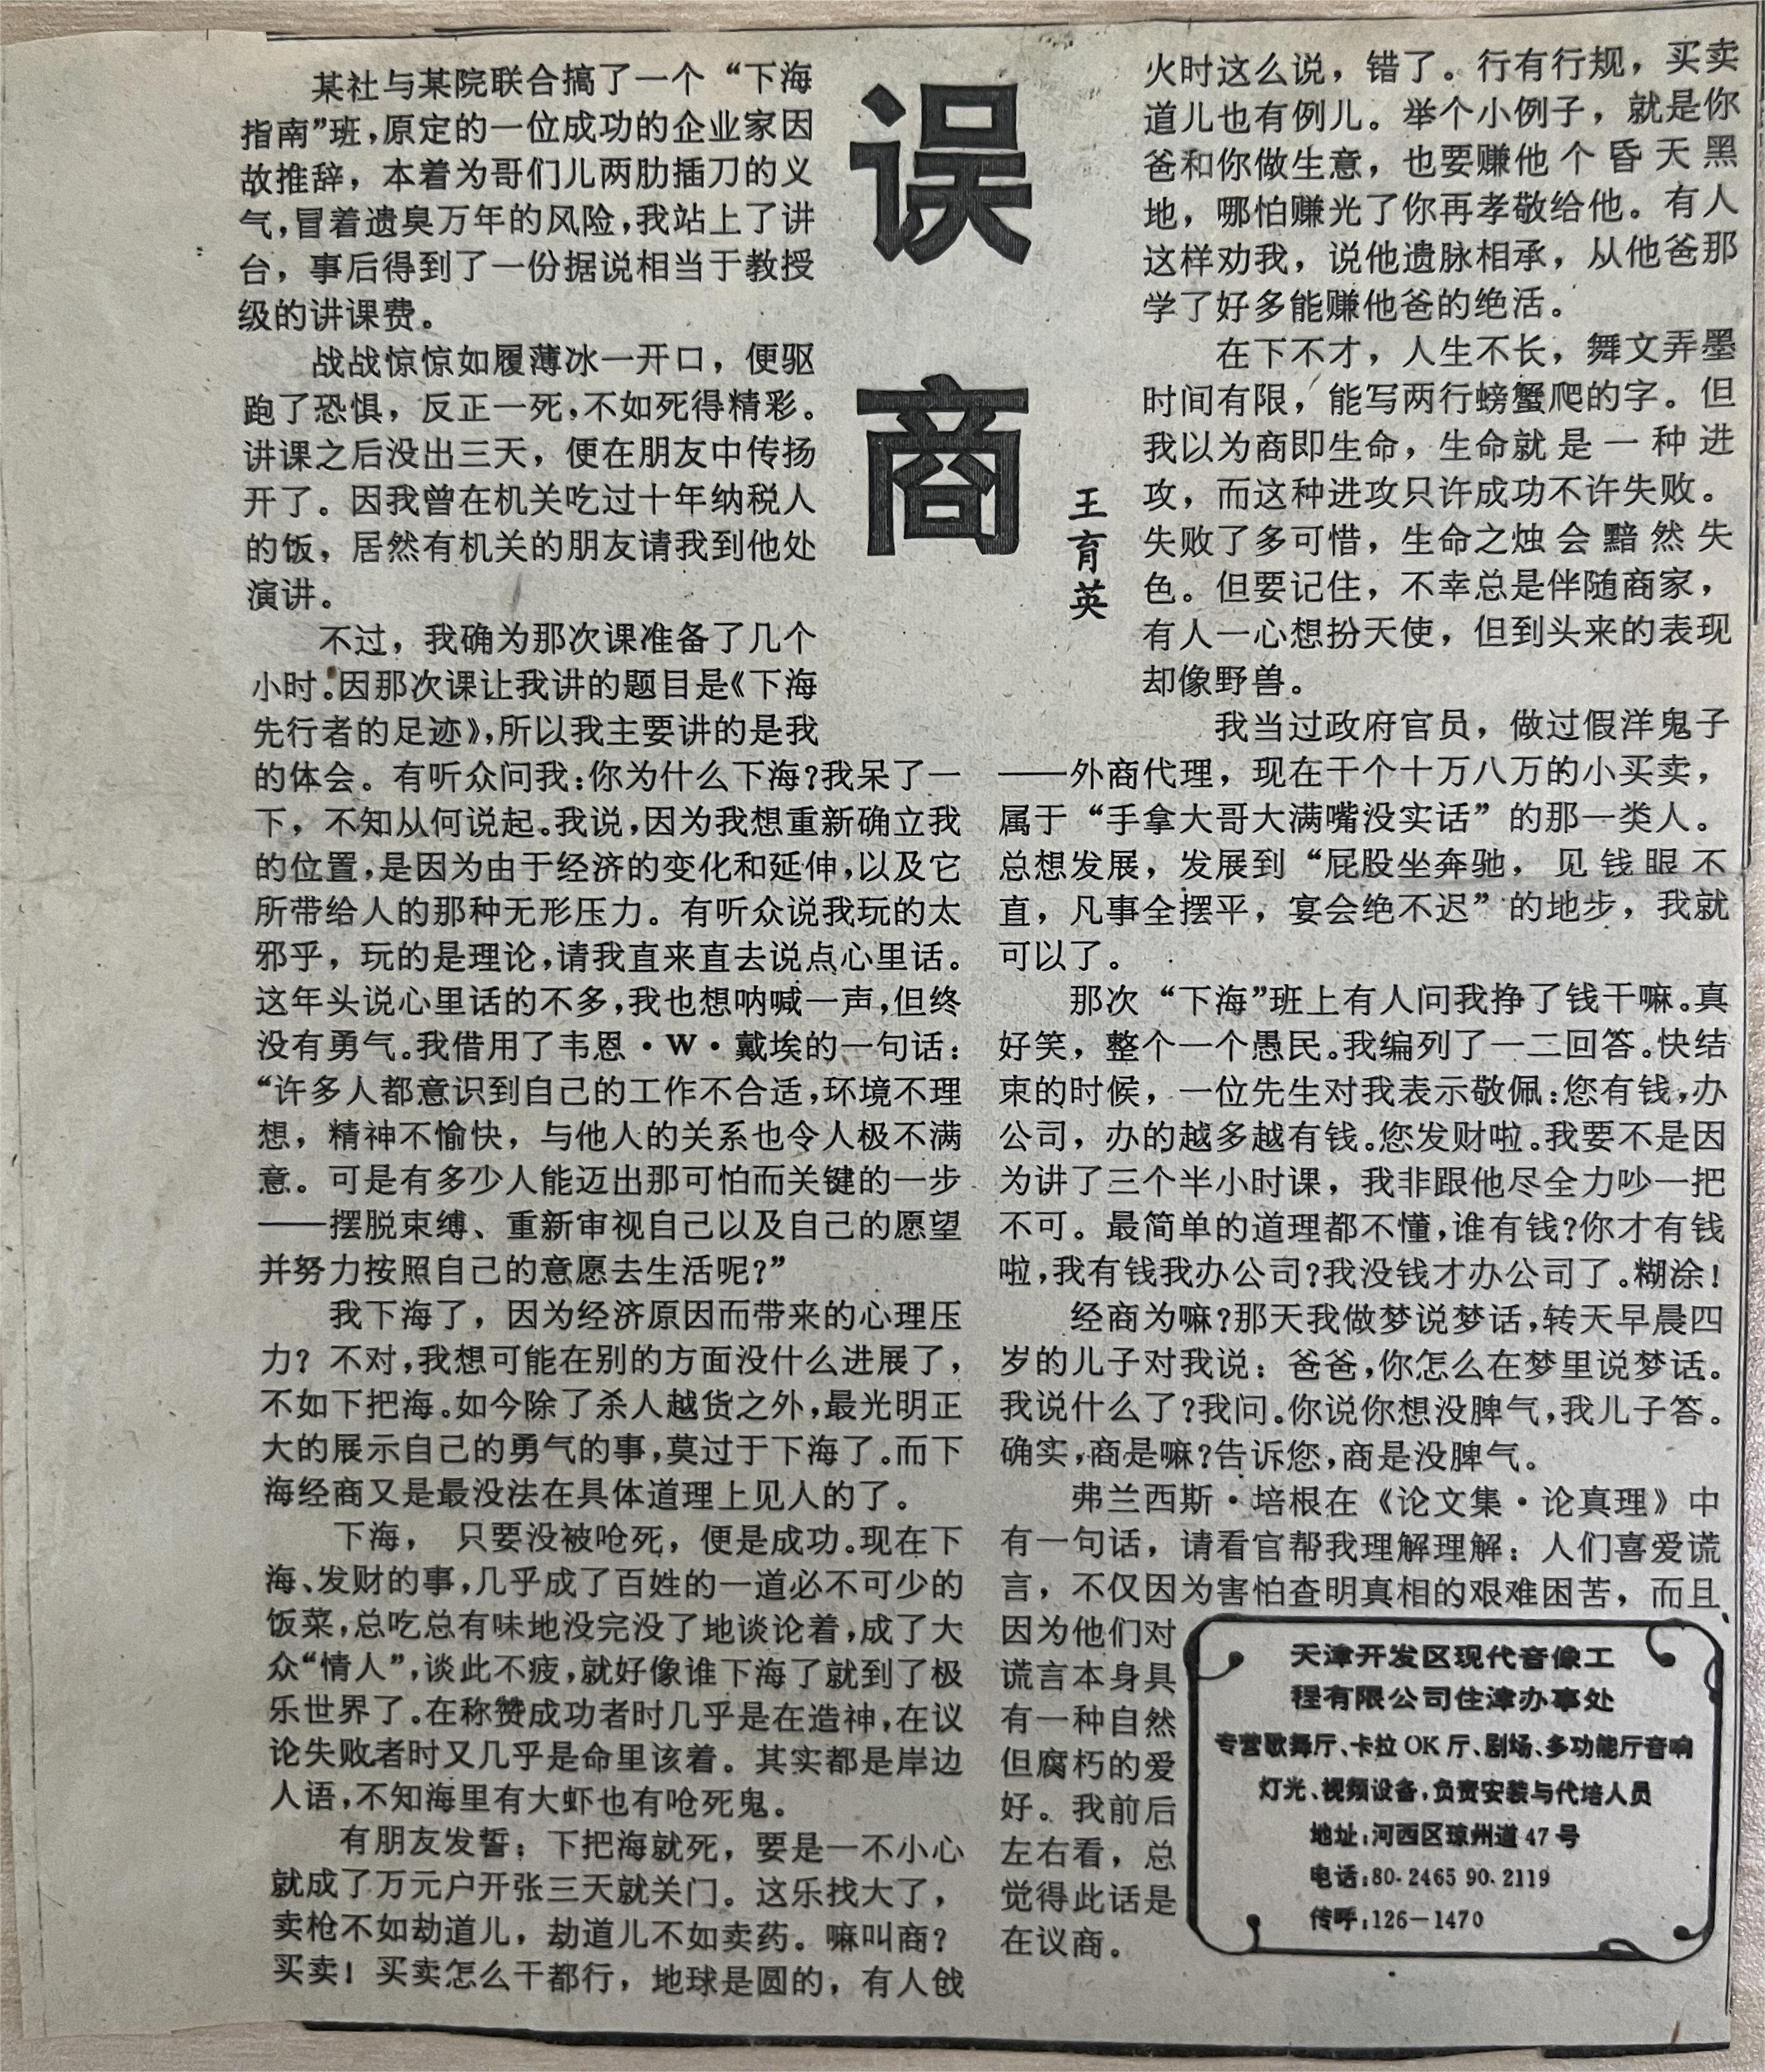 误商
王育英
某社与某院联合搞了一个“下海
指南”班,原定的一位成功的企业家因
故推辞，本着为哥们儿两肋插刀的义
气,冒着遗臭万年的风险,我站上了讲
台，事后得到了一份据说相当于教授
级的讲课费。
战战惊惊如履薄冰一开口，便驱
跑了恐惧，反正一死,不如死得精彩。
讲课之后没出三天，便在朋友中传扬
开了。因我曾在机关吃过十年纳税人
的饭，居然有机关的朋友请我到他处
演讲。
不过，我确为那次课准备了几个
小时。因那次课让我讲的题目是《下海
先行者的足迹》,所以我主要讲的是我
的体会。有听众问我:你为什么下海?我呆了一
下，不知从何说起。我说,因为我想重新确立我
的位置,是因为由于经济的变化和延伸,以及它
所带给人的那种无形压力。有听众说我玩的太
邪乎，玩的是理论,请我直来直去说点心里话。
这年头说心里话的不多,我也想呐喊一声,但终
没有勇气。我借用了韦恩·W·戴埃的一句话:
“许多人都意识到自己的工作不合适,环境不理
想，精神不愉快，与他人的关系也令人极不满
意。可是有多少人能迈出那可怕而关键的一步
——摆脱束缚、重新审视自己以及自己的愿望
并努力按照自己的意愿去生活呢?”
我下海了，因为经济原因而带来的心理压
力? 不对,我想可能在别的方面没什么进展了,
不如下把海。如今除了杀人越货之外,最光明正
大的展示自己的勇气的事,莫过于下海了。而下
海经商又是最没法在具体道理上见人的了。
下海， 只要没被呛死，便是成功。现在下
海、发财的事,几乎成了百姓的一道必不可少的
饭菜,总吃总有味地没完没了地谈论着,成了大
众“情人”,谈此不疲,就好像谁下海了就到了极
乐世界了。在称赞成功者时几乎是在造神,在议
论失败者时又几乎是命里该着。其实都是岸边
人语,不知海里有大虾也有呛死鬼。
有朋友发誓：下把海就死，要是一不小心
就成了万元户开张三天就关门。这乐找大了，
卖枪不如劫道儿，劫道儿不如卖药。嘛叫商?
买卖! 买卖怎么干都行，地球是圆的，有人戗
火时这么说，错了。行有行规，买卖
道儿也有例儿。举个小例子，就是你
爸和你做生意，也要赚他个昏天黑
地，哪怕赚光了你再孝敬给他。有人
这样劝我，说他遗脉相承，从他爸那
学了好多能赚他爸的绝活。
在下不才，人生不长，舞文弄墨
时间有限，能写两行螃蟹爬的字。但
我以为商即生命，生命就是一种进
攻，而这种进攻只许成功不许失败。
失败了多可惜，生命之烛会黯然失
色。但要记住，不幸总是伴随商家，
有人一心想扮天使，但到头来的表现
却像野兽。
我当过政府官员，做过假洋鬼子
——外商代理，现在干个十万八万的小买卖，
属于“手拿大哥大满嘴没实话”的那一类人。
总想发展，发展到“屁股坐奔驰，见钱眼不
直，凡事全摆平，宴会绝不迟”的地步，我就
可以了。
那次“下海”班上有人问我挣了钱干嘛。真
好笑，整个一个愚民。我编列了一二回答。快结
束的时候，一位先生对我表示敬佩:您有钱,办
公司，办的越多越有钱。您发财啦。我要不是因
为讲了三个半小时课，我非跟他尽全力吵一把
不可。最简单的道理都不懂,谁有钱?你才有钱
啦,我有钱我办公司?我没钱才办公司了。糊涂!
经商为嘛?那天我做梦说梦话,转天早晨四
岁的儿子对我说：爸爸,你怎么在梦里说梦话。
我说什么了?我问。你说你想没脾气,我儿子答。
确实,商是嘛?告诉您,商是没脾气。
弗兰西斯·培根在《论文集·论真理》中
有一句话，请看官帮我理解理解：人们喜爱谎
言，不仅因为害怕查明真相的艰难困苦，而且
因为他们对
谎言本身具
有一种自然
但腐朽的爱
好。我前后
左右看，总
觉得此话是
在议商。
天津开发区现代音像工
程有限公司住津办事处
专营歌舞厅、卡拉OK厅、剧场、多功能厅音响
灯光、视频设备,负责安装与代培人员
地址:河西区琼州道47号
电话:80.2465 90.2119
传呼:126—1470